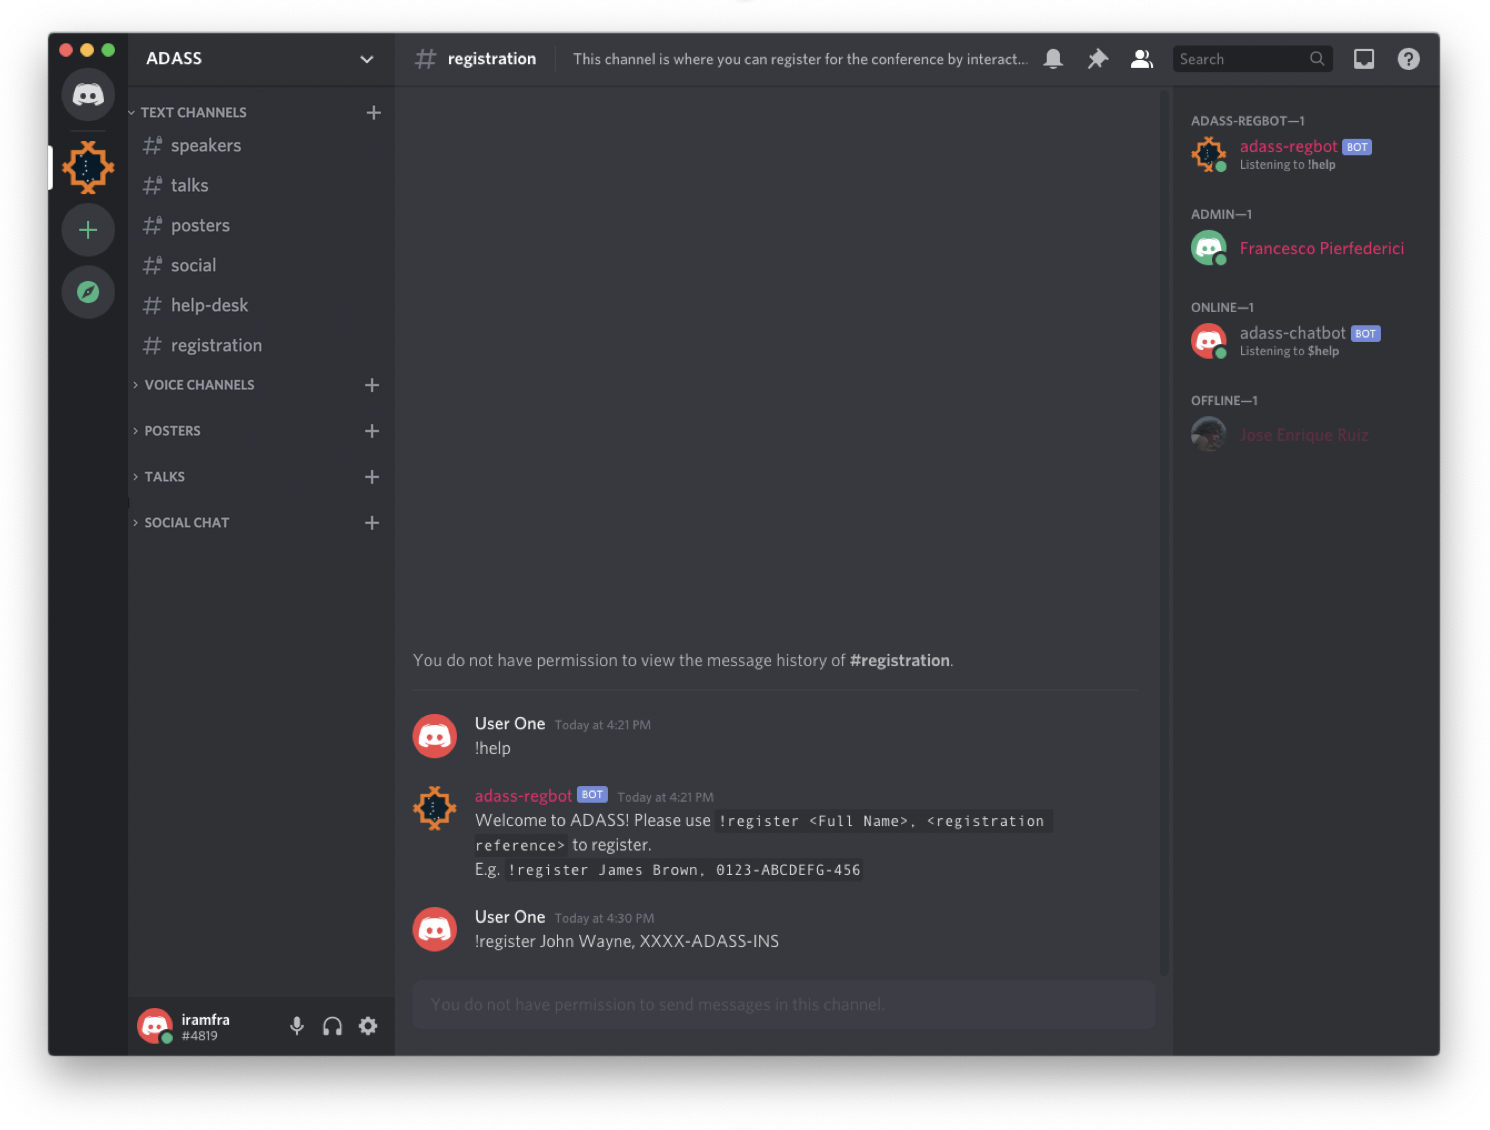 ADASS
TEXT CHANNELS
speakers
talks
posters
social
help-desk
registration
VOICE CHANNELS
POSTERS
TALKS
SOCIAL CHAT
iramfra
#4819
# registration
This channel is where you can register for the conference by interact...
Search
You do not have permission to view the message history of #registration.
User One Today at 4:21 PM
!help
adass-regbot BOT Today at 4:21 PM
Welcome to ADASS! Please use !register <Full Name>, <registration
reference> to register.
E.g. !register James Brown, 0123-ABCDEFG-456
User One Today at 4:30 PM
!register John Wayne, XXXX-ADASS-INS
You do not have permission to send messages in this channel.
ADASS-REGBOT—1
adass-regbot BOT
Listening to !help
ADMIN—1
Francesco Pierfederici
ONLINE—1
adass-chatbot BOT
Listening to $help
OFFLINE—1
Jose Enrique Ruiz